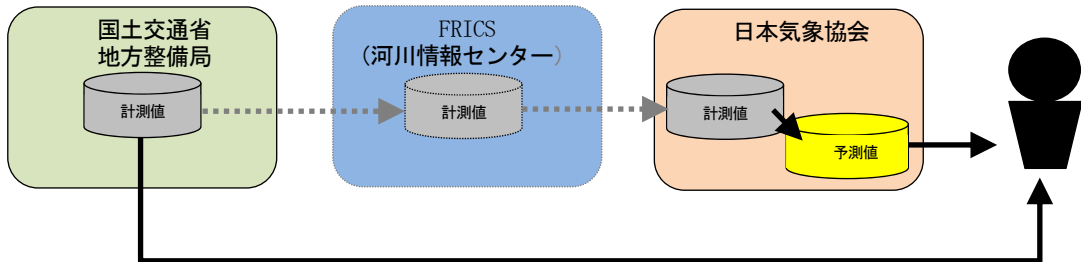 国土交通省
地方整備局
計測値
FRICS
(河川情報センター)
計測値
日本気象協会
計測値
予測値